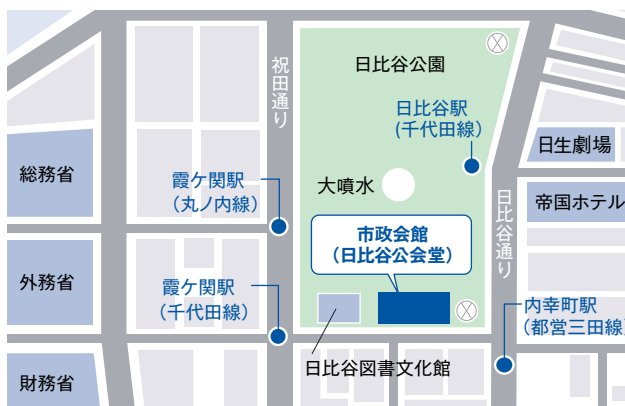 日比谷公園
祝田通り
日比谷駅
(千代田線)
日生劇場
総務省
霞ケ関駅
(丸ノ内線)
大噴水
帝国ホテル
日比谷通り
市政会館
(日比谷公会堂)
外務省
霞ケ関駅
(千代田線)
内幸町駅
(都営三田線)
日比谷図書文化館
財務省